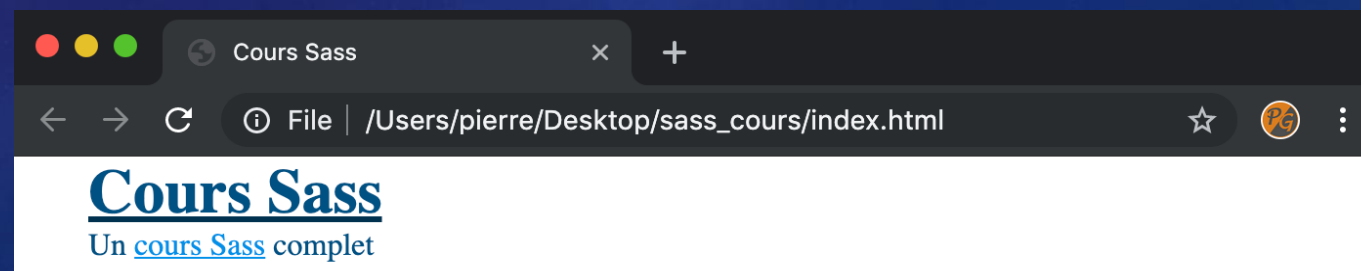 Cours Sass
File /Users/pierre/Desktop/sass_cours/index.html
PG
Cours Sass
Un cours Sass complet